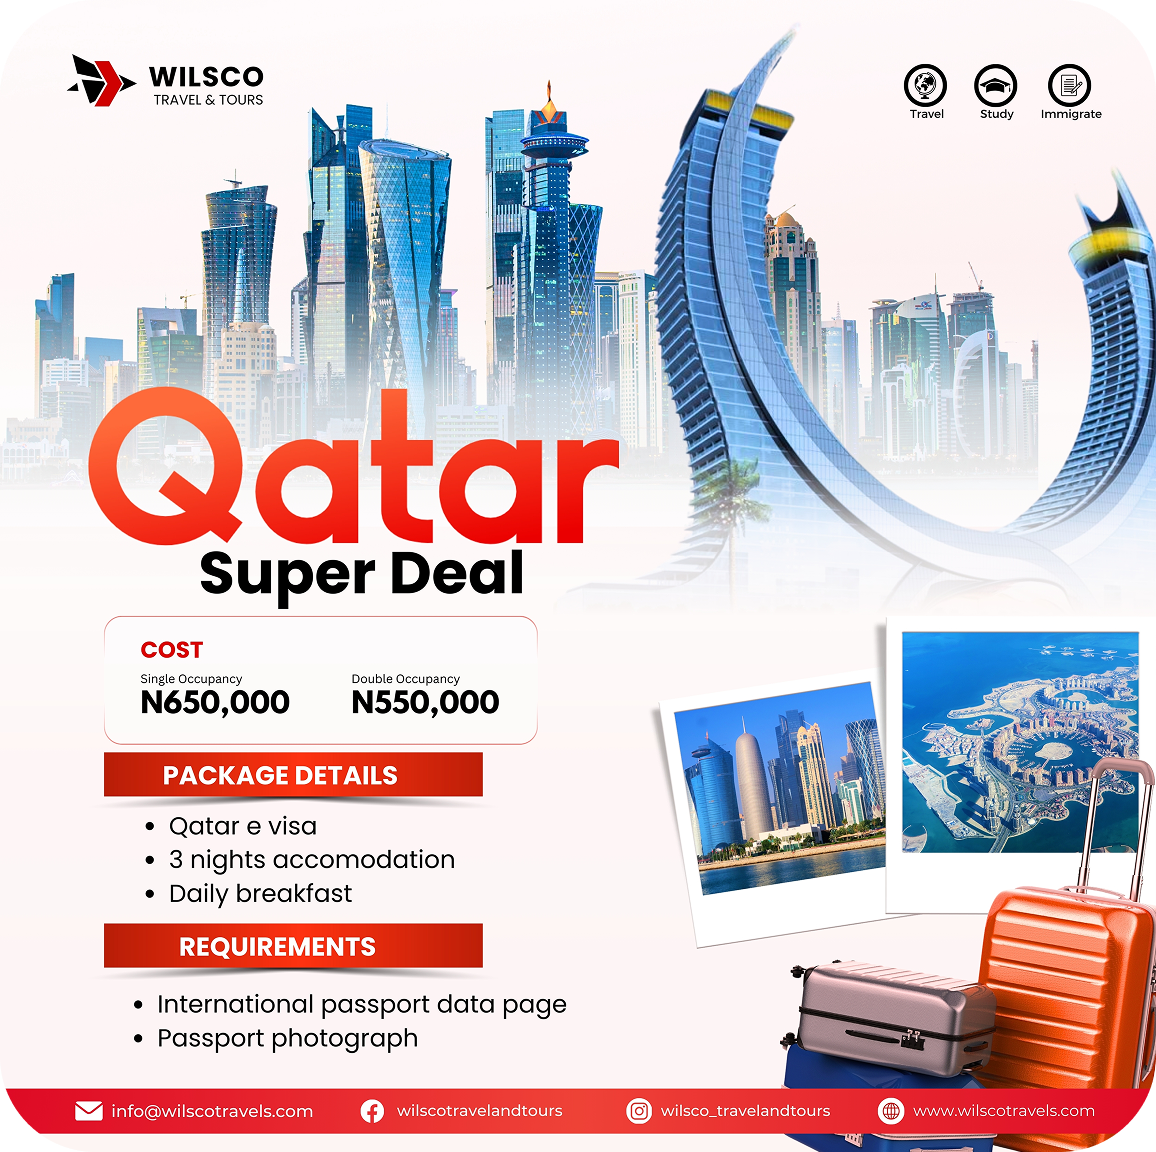 WILSCO
TRAVEL & TOURS
Travel
Study
Immigrate
Qatar
Super Deal
COST
Single Occupancy
N650,000
Double Occupancy
N550,000
PACKAGE DETAILS
• Qatar e visa
• 3 nights accomodation
• Daily breakfast
REQUIREMENTS
• International passport data page
• Passport photograph
info@wilscotravels.com
wilscotravelandtours
wilsco_travelandtours
www.wilscotravels.com